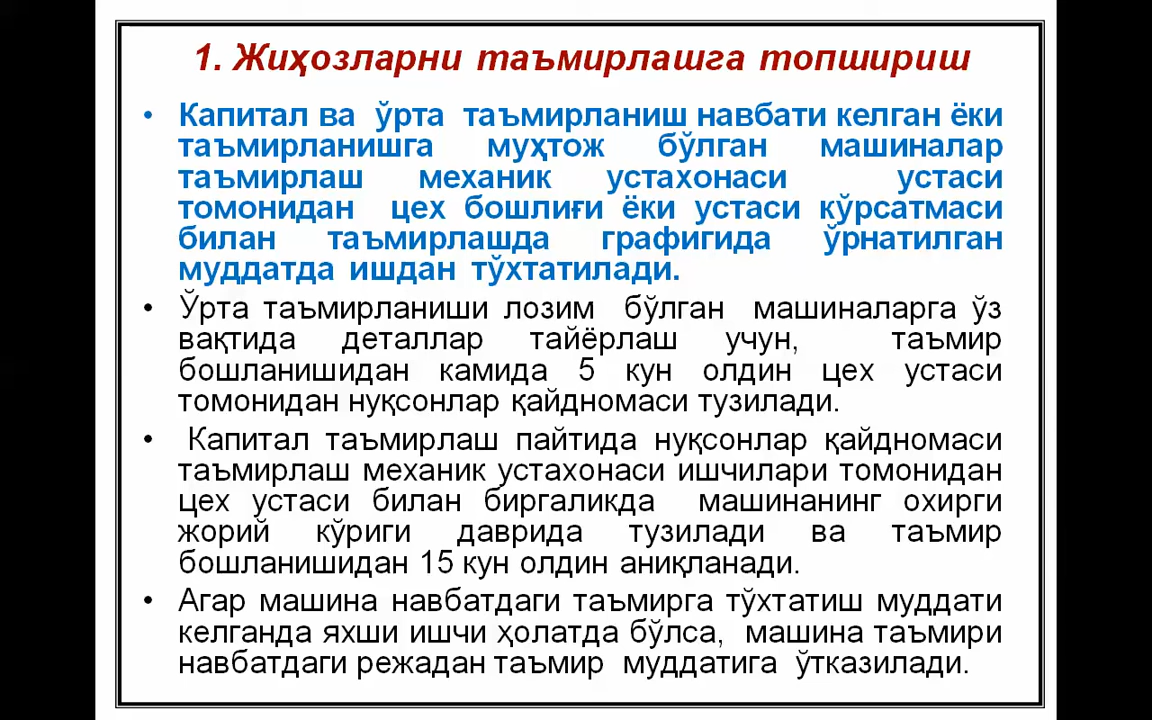 1. Жиҳозларни таъмирлашга топшириш
• Капитал ва ўрта таъмирланиш навбати келган ёки
таъмирланишга муҳтож бўлган машиналар
таъмирлаш механик устахонаси устаси
томонидан цех бошлиғи ёки устаси кўрсатмаси
билан таъмирлашда графигида ўрнатилган
муддатда ишдан тўхтатилади.
• Ўрта таъмирланиши лозим бўлган машиналарга ўз
вақтида деталлар тайёрлаш учун, таъмир
бошланишидан камида 5 кун олдин цех устаси
томонидан нуқсонлар қайдномаси тузилади.
• Капитал таъмирлаш пайтида нуқсонлар қайдномаси
таъмирлаш механик устахонаси ишчилари томонидан
цех устаси билан биргаликда машинанинг охирги
жорий кўриги даврида тузилади ва таъмир
бошланишидан 15 кун олдин аниқланади.
• Агар машина навбатдаги таъмирга тўхтатиш муддати
келганда яхши ишчи ҳолатда бўлса, машина таъмири
навбатдаги режадан таъмир муддатига ўтказилади.